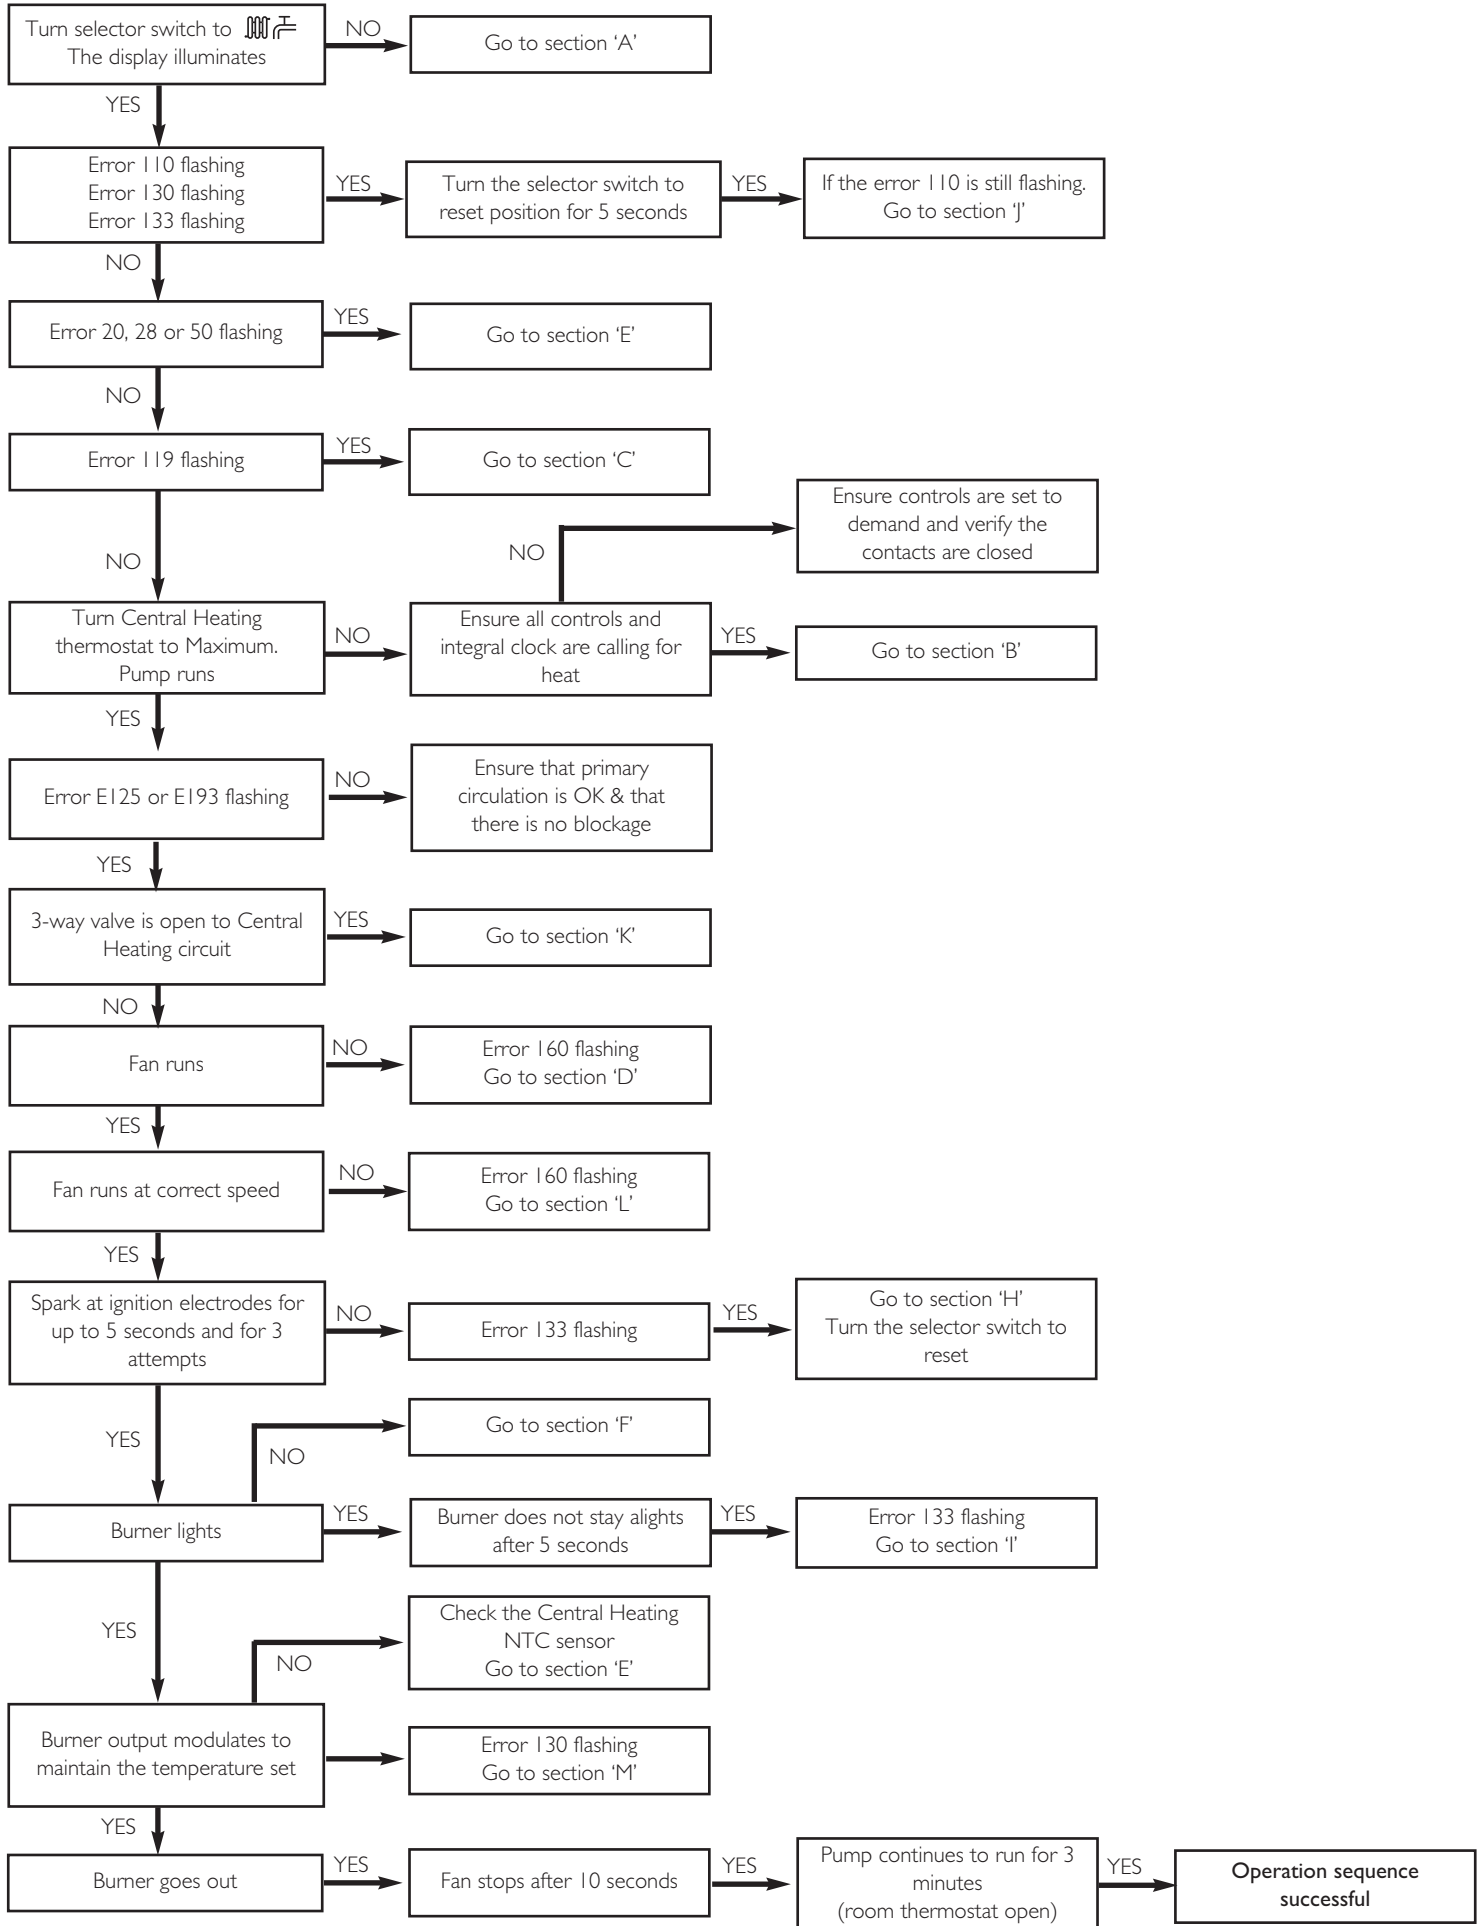 Turn selector switch to
The display illuminates
NO
Go to section ‘A’
YES
Error 110 flashing
Error 130 flashing
Error 133 flashing
YES
Turn the selector switch to
reset position for 5 seconds
YES
If the error 110 is still flashing.
Go to section ‘J’
NO
Error 20, 28 or 50 flashing
YES
Go to section ‘E’
NO
Error 119 flashing
YES
Go to section ‘C’
NO
Turn Central Heating
thermostat to Maximum.
Pump runs
NO
Ensure all controls and
integral clock are calling for
heat
NO
Ensure controls are set to
demand and verify the
contacts are closed
YES
Go to section ‘B’
YES
Error E125 or E193 flashing
NO
Ensure that primary
circulation is OK & that
there is no blockage
YES
3-way valve is open to Central
Heating circuit
YES
Go to section ‘K’
NO
Fan runs
NO
Error 160 flashing
Go to section ‘D’
YES
Fan runs at correct speed
NO
Error 160 flashing
Go to section ‘L’
YES
Spark at ignition electrodes for
up to 5 seconds and for 3
attempts
NO
Error 133 flashing
YES
Go to section ‘H’
Turn the selector switch to
reset
YES
NO
Go to section ‘F’
Burner lights
YES
Burner does not stay alights
after 5 seconds
YES
Error 133 flashing
Go to section ‘I’
YES
NO
Check the Central Heating
NTC sensor
Go to section ‘E’
Burner output modulates to
maintain the temperature set
Error 130 flashing
Go to section ‘M’
YES
Burner goes out
YES
Fan stops after 10 seconds
YES
Pump continues to run for 3
minutes
(room thermostat open)
YES
Operation sequence
successful